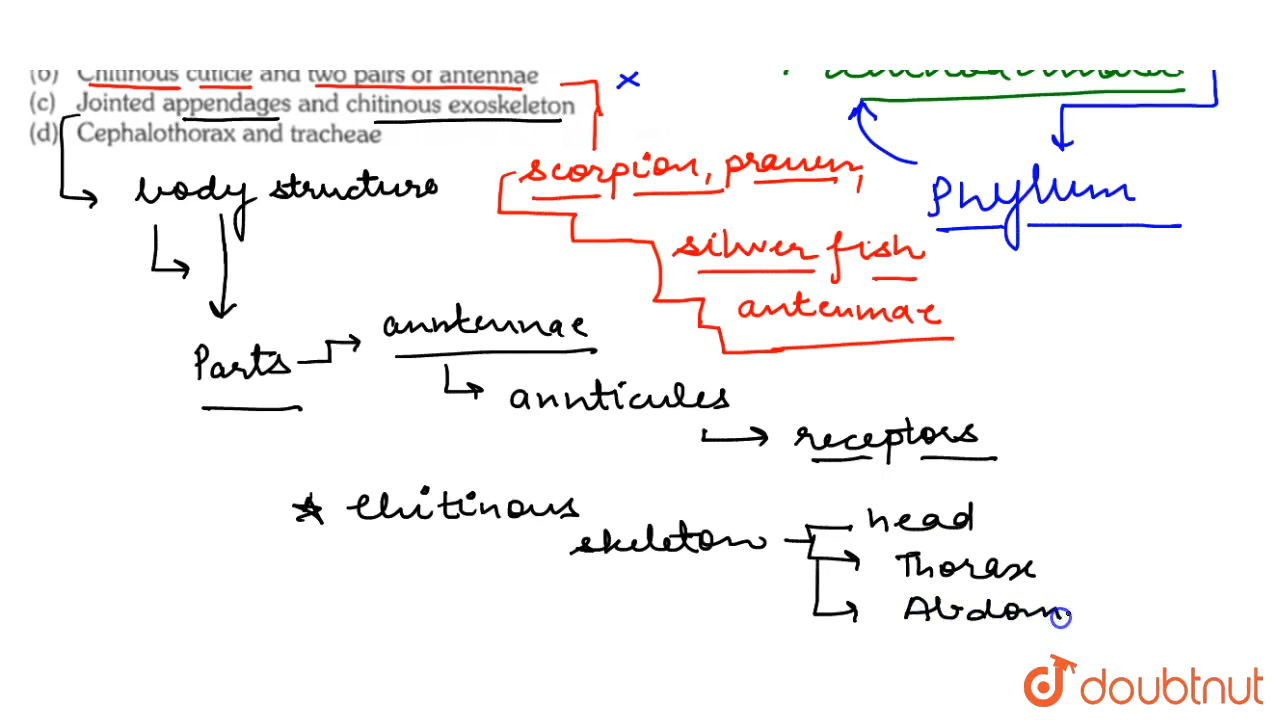 (b) Chitinous cuticle and two pairs of antennae
(c) Jointed appendages and chitinous exoskeleton
(d) Cephalothorax and tracheae
body structure
scorpion, prawn,
Phylum
silver fish
antennae
Parts
anntennae
annticules
receptors
Chitinous
skeleton
head
Thorax
Abdom
doubtnut